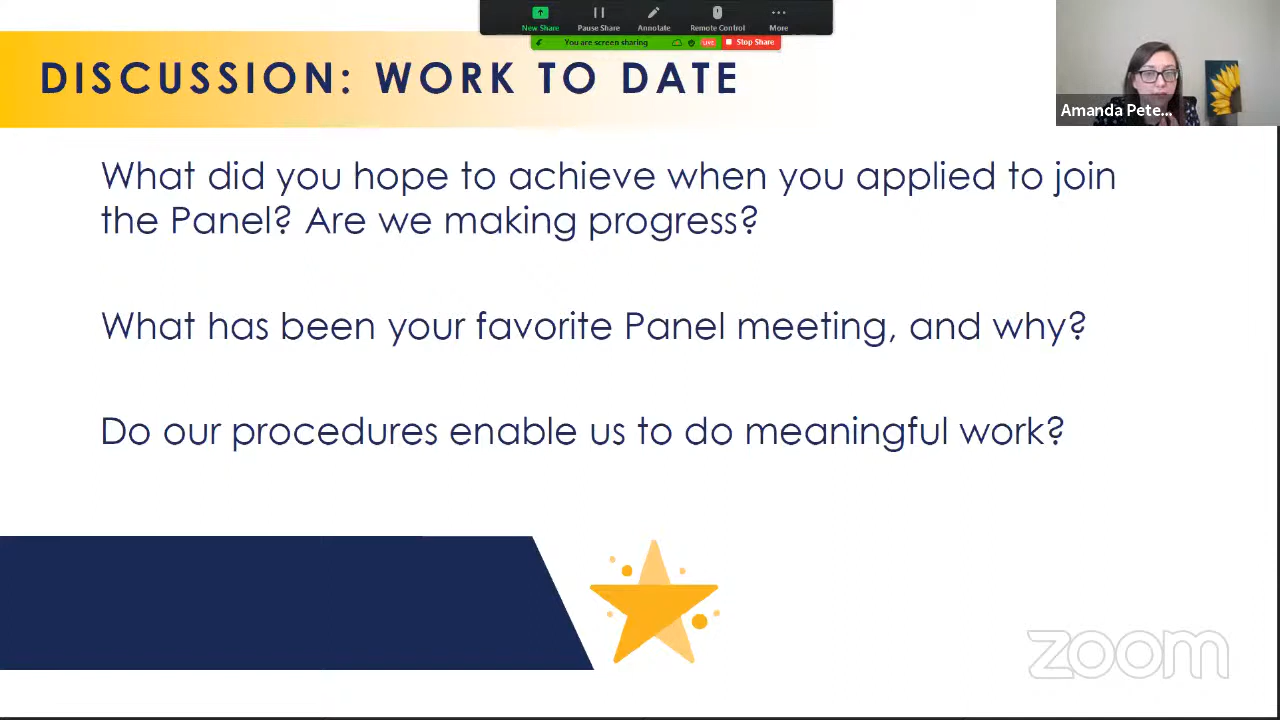 New Share
Pause Share
Annotate
Remote Control
More
You are screen sharing
LIVE
Stop Share
DISCUSSION: WORK TO DATE
Amanda Pete...
What did you hope to achieve when you applied to join
the Panel? Are we making progress?
What has been your favorite Panel meeting, and why?
Do our procedures enable us to do meaningful work?
zoom